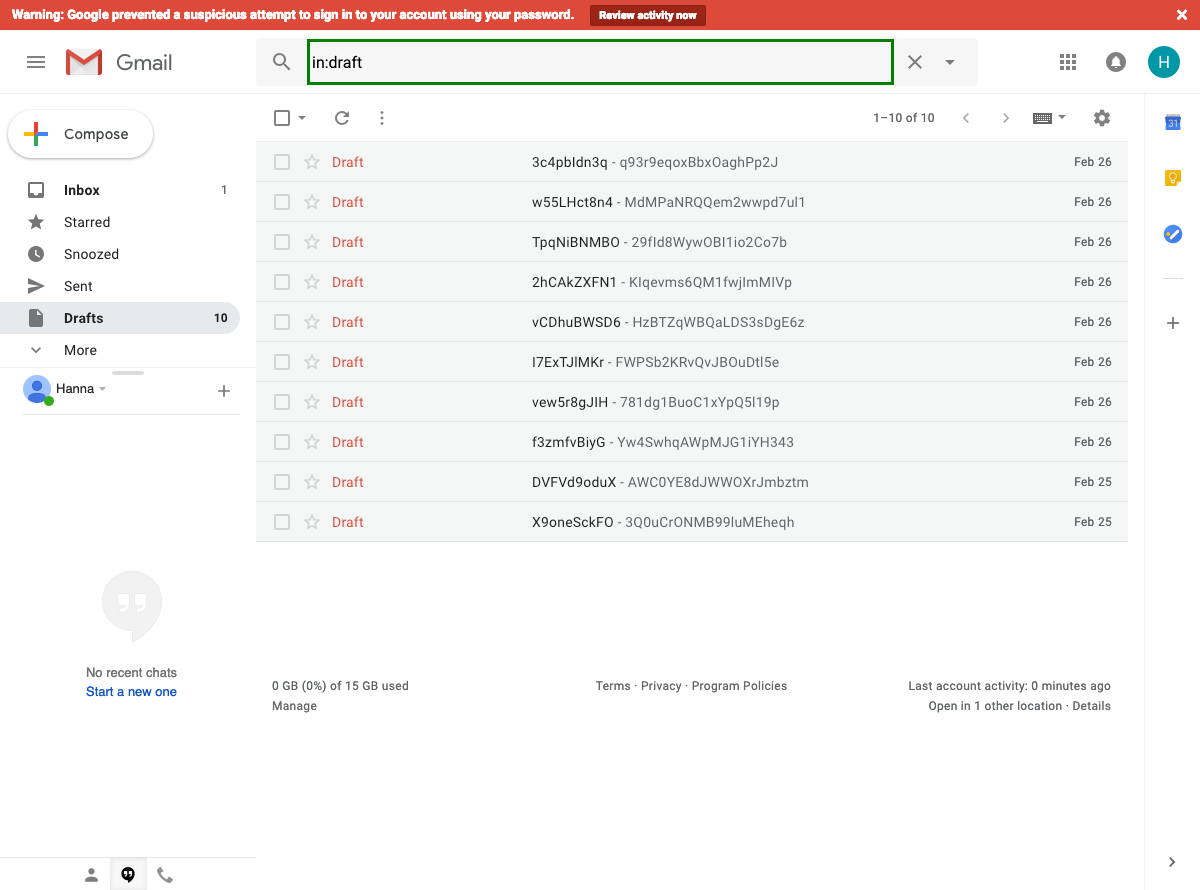 Warning: Google prevented a suspicious attempt to sign in to your account using your password. Review activity now
Gmail
in:draft
H
Compose
1–10 of 10
31
Inbox 1
Starred
Snoozed
Sent
Drafts 10
More
Hanna
Draft 3c4pbIdn3q - q93r9eqoxBbxOaghPp2J Feb 26
Draft w55LHct8n4 - MdMPaNRQQem2wwpd7ul1 Feb 26
Draft TpqNiBNMBO - 29fId8WywOBI1io2Co7b Feb 26
Draft 2hCAkZXFN1 - KIqevms6QM1fwjImMIVp Feb 26
Draft vCDhuBWSD6 - HzBTZqWBQaLDS3sDgE6z Feb 26
Draft I7ExTJlMKr - FWPSb2KRvQvJBOuDtl5e Feb 26
Draft vew5r8gJIH - 781dg1BuoC1xYpQ5l19p Feb 26
Draft f3zmfvBiyG - Yw4SwhqAWpMJG1iYH343 Feb 26
Draft DVFVd9oduX - AWC0YE8dJWWOXrJmbztm Feb 25
Draft X9oneSckFO - 3Q0uCrONMB99luMEheqh Feb 25
No recent chats
Start a new one
0 GB (0%) of 15 GB used
Manage
Terms · Privacy · Program Policies
Last account activity: 0 minutes ago
Open in 1 other location · Details